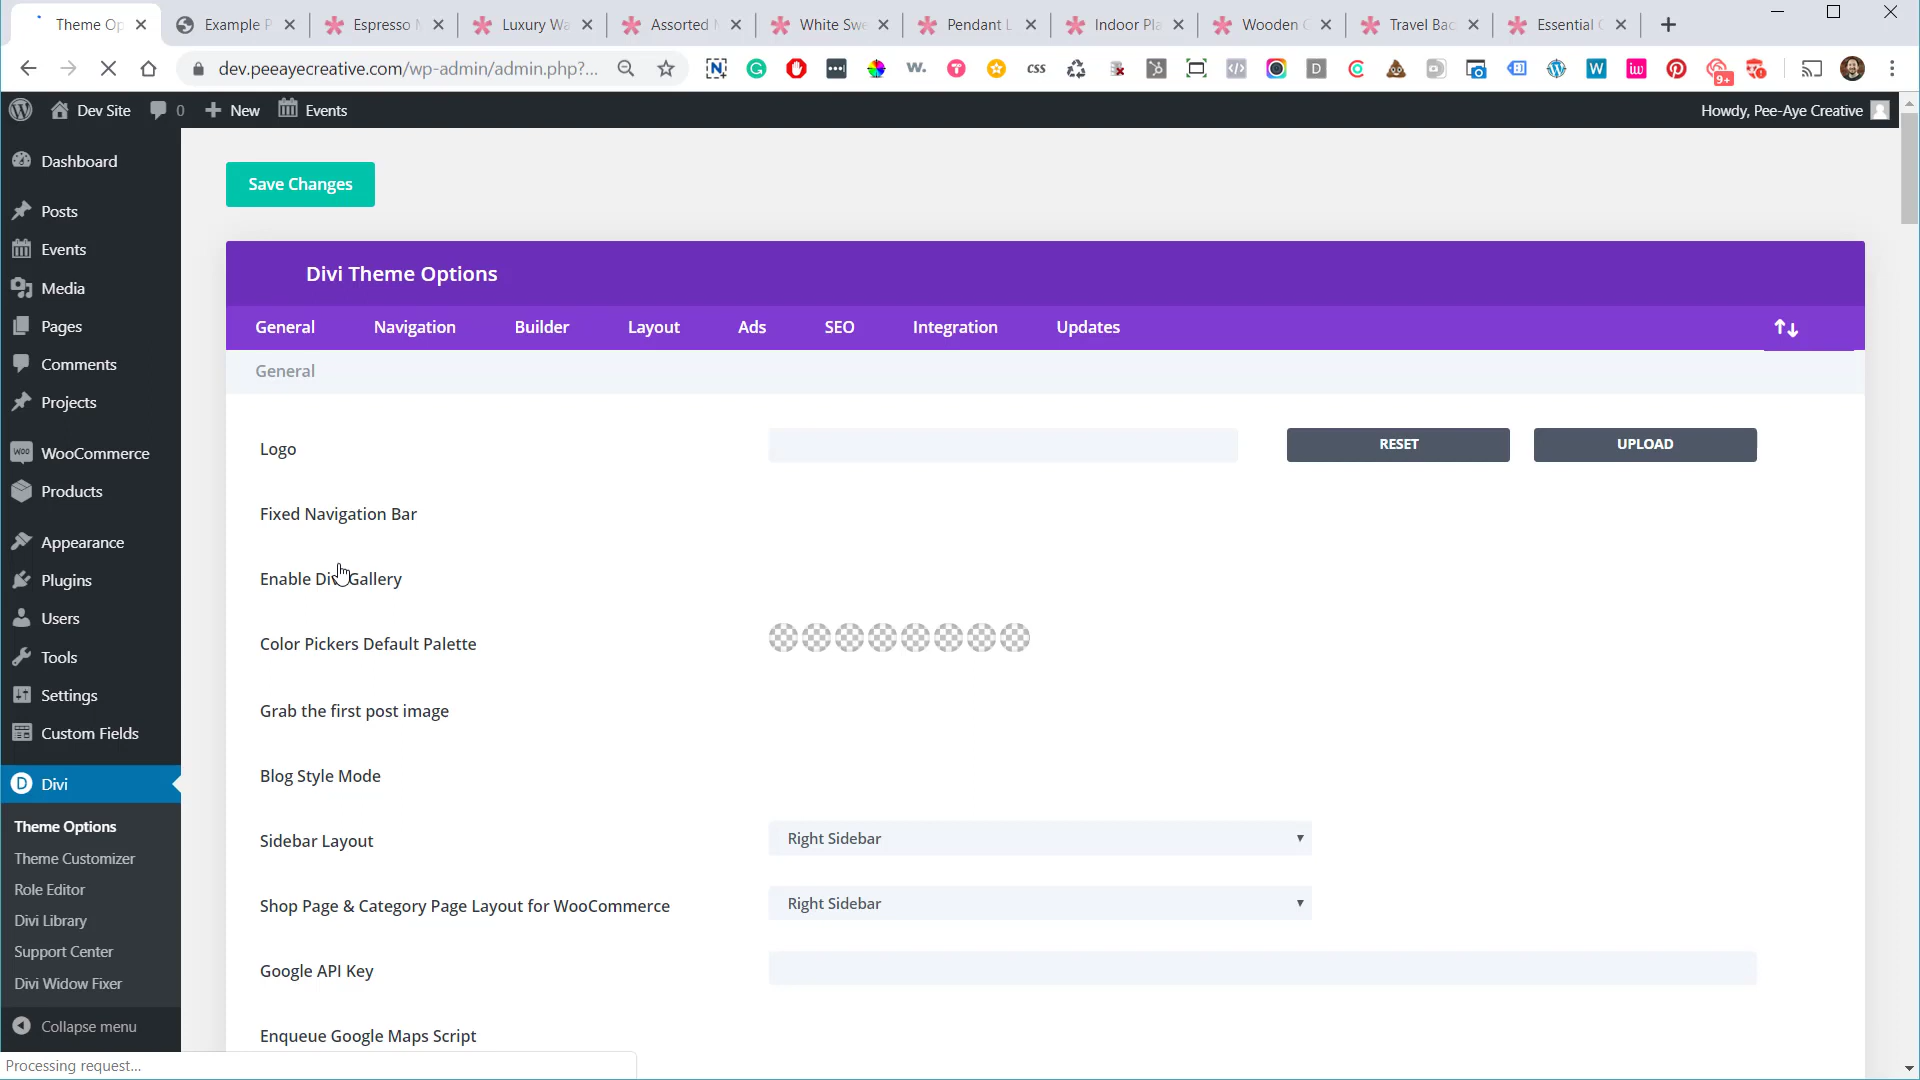 Theme Op
Example P
Espresso M
Luxury Wa
Assorted
White Swe
Pendant L
Indoor Pla
Wooden
Travel Bac
Essential
dev.peeayecreative.com/wp-admin/admin.php?...
css
9+
Dev Site
0
New
Events
Howdy, Pee-Aye Creative
Dashboard
Posts
Events
Media
Pages
Comments
Projects
WooCommerce
Products
Appearance
Plugins
Users
Tools
Settings
Custom Fields
Divi
Theme Options
Theme Customizer
Role Editor
Divi Library
Support Center
Divi Widow Fixer
Collapse menu
Processing request...
Save Changes
Divi Theme Options
General
Navigation
Builder
Layout
Ads
SEO
Integration
Updates
General
Logo
RESET
UPLOAD
Fixed Navigation Bar
Enable Divi Gallery
Color Pickers Default Palette
Grab the first post image
Blog Style Mode
Sidebar Layout
Right Sidebar
Shop Page & Category Page Layout for WooCommerce
Right Sidebar
Google API Key
Enqueue Google Maps Script